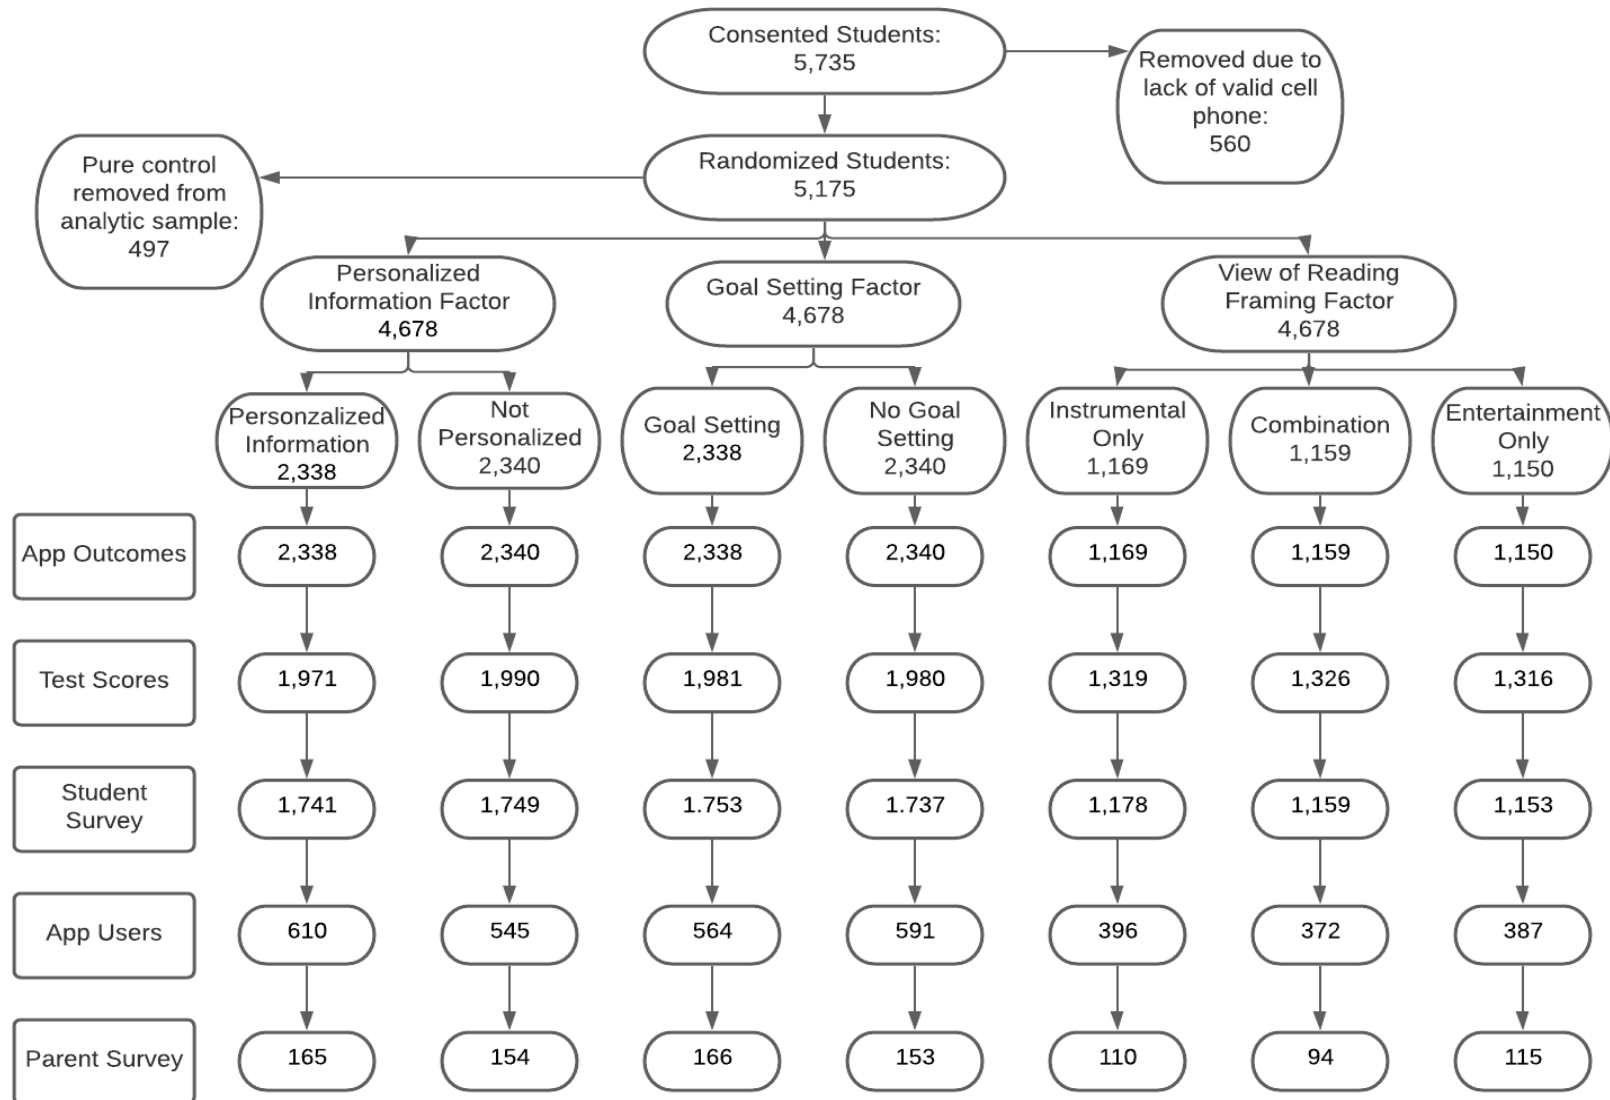 Consented Students:
5,735
Removed due to
lack of valid cell
phone:
560
Randomized Students:
5,175
Pure control
removed from
analytic sample:
497
Personalized
Information Factor
4,678
Goal Setting Factor
4,678
View of Reading
Framing Factor
4,678
Personzalized
Information
2,338
Not
Personalized
2,340
Goal Setting
2,338
No Goal
Setting
2,340
Instrumental
Only
1,169
Combination
1,159
Entertainment
Only
1,150
App Outcomes
2,338
2,340
2,338
2,340
1,169
1,159
1,150
Test Scores
1,971
1,990
1,981
1,980
1,319
1,326
1,316
Student
Survey
1,741
1,749
1.753
1.737
1,178
1,159
1,153
App Users
610
545
564
591
396
372
387
Parent Survey
165
154
166
153
110
94
115